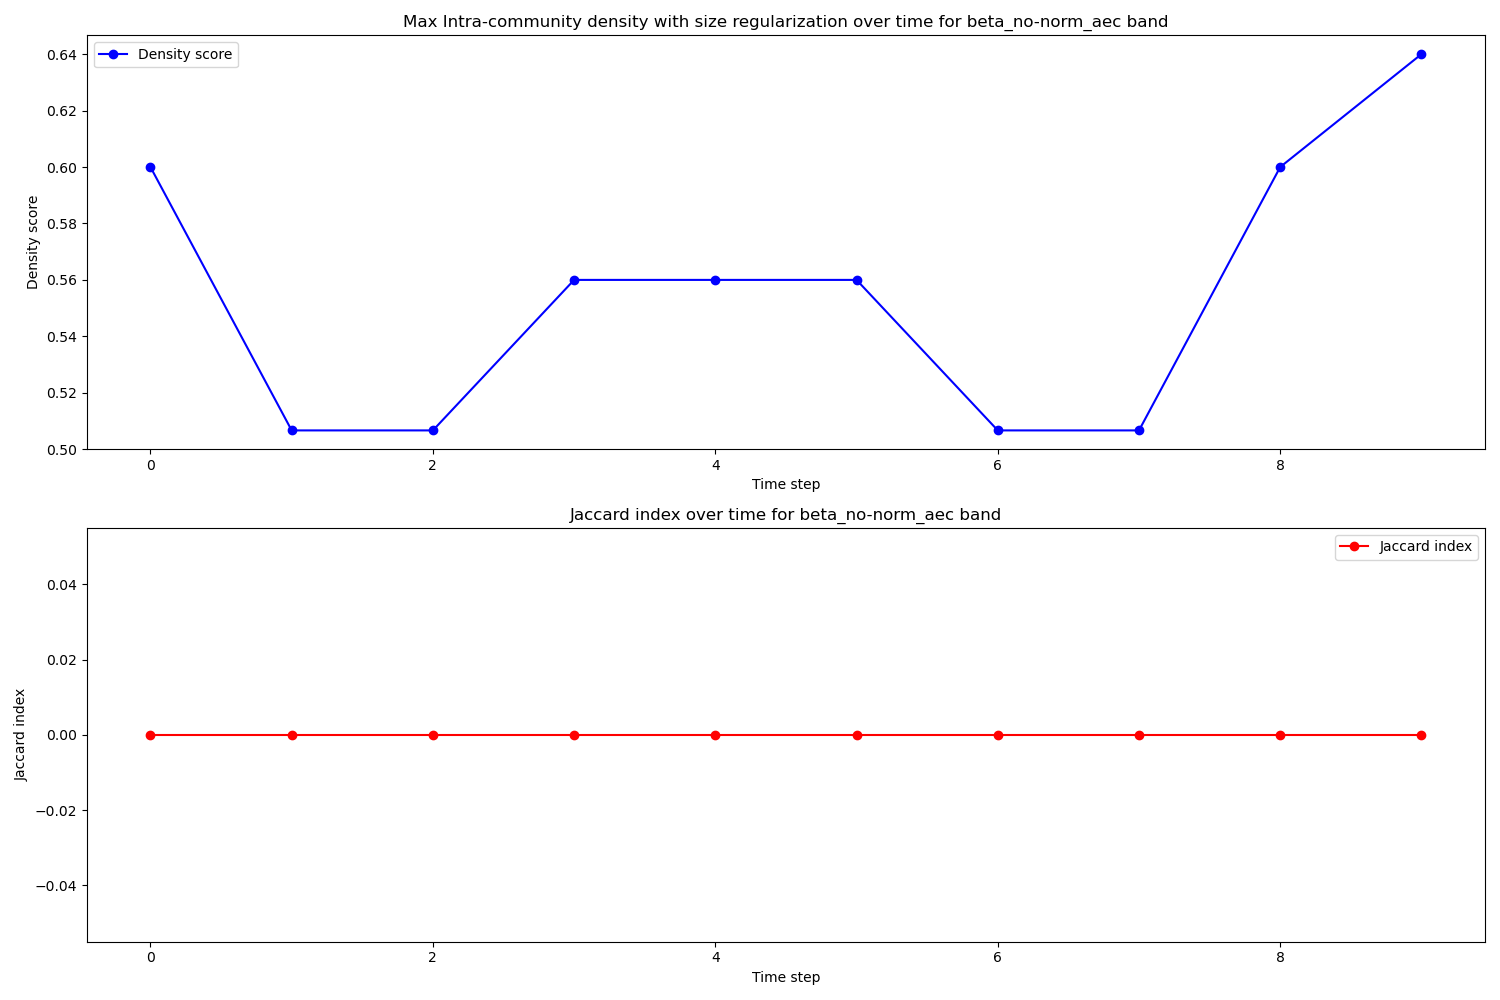 Max Intra-community density with size regularization over time for beta_no-norm_aec band
Density score
0.64
0.62
0.60
0.58
0.56
0.54
0.52
0.50
Density score
0 2 4 6 8
Time step
Jaccard index over time for beta_no-norm_aec band
Jaccard index
0.04
0.02
0.00
−0.02
−0.04
Jaccard index
0 2 4 6 8
Time step